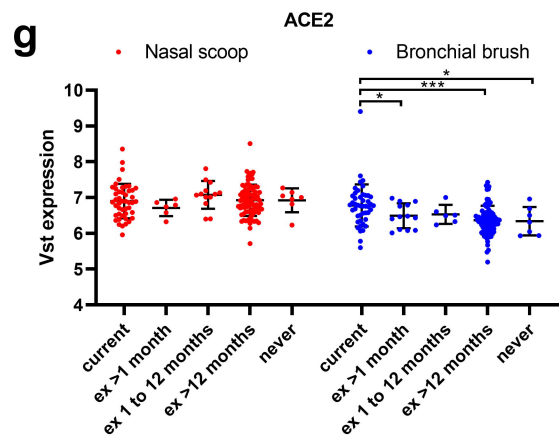 g
ACE2
Nasal scoop
Bronchial brush
*
***
*
Vst expression
10
9
8
7
6
5
4
current
ex >1 month
ex 1 to 12 months
ex >12 months
never
current
ex >1 month
ex 1 to 12 months
ex >12 months
never